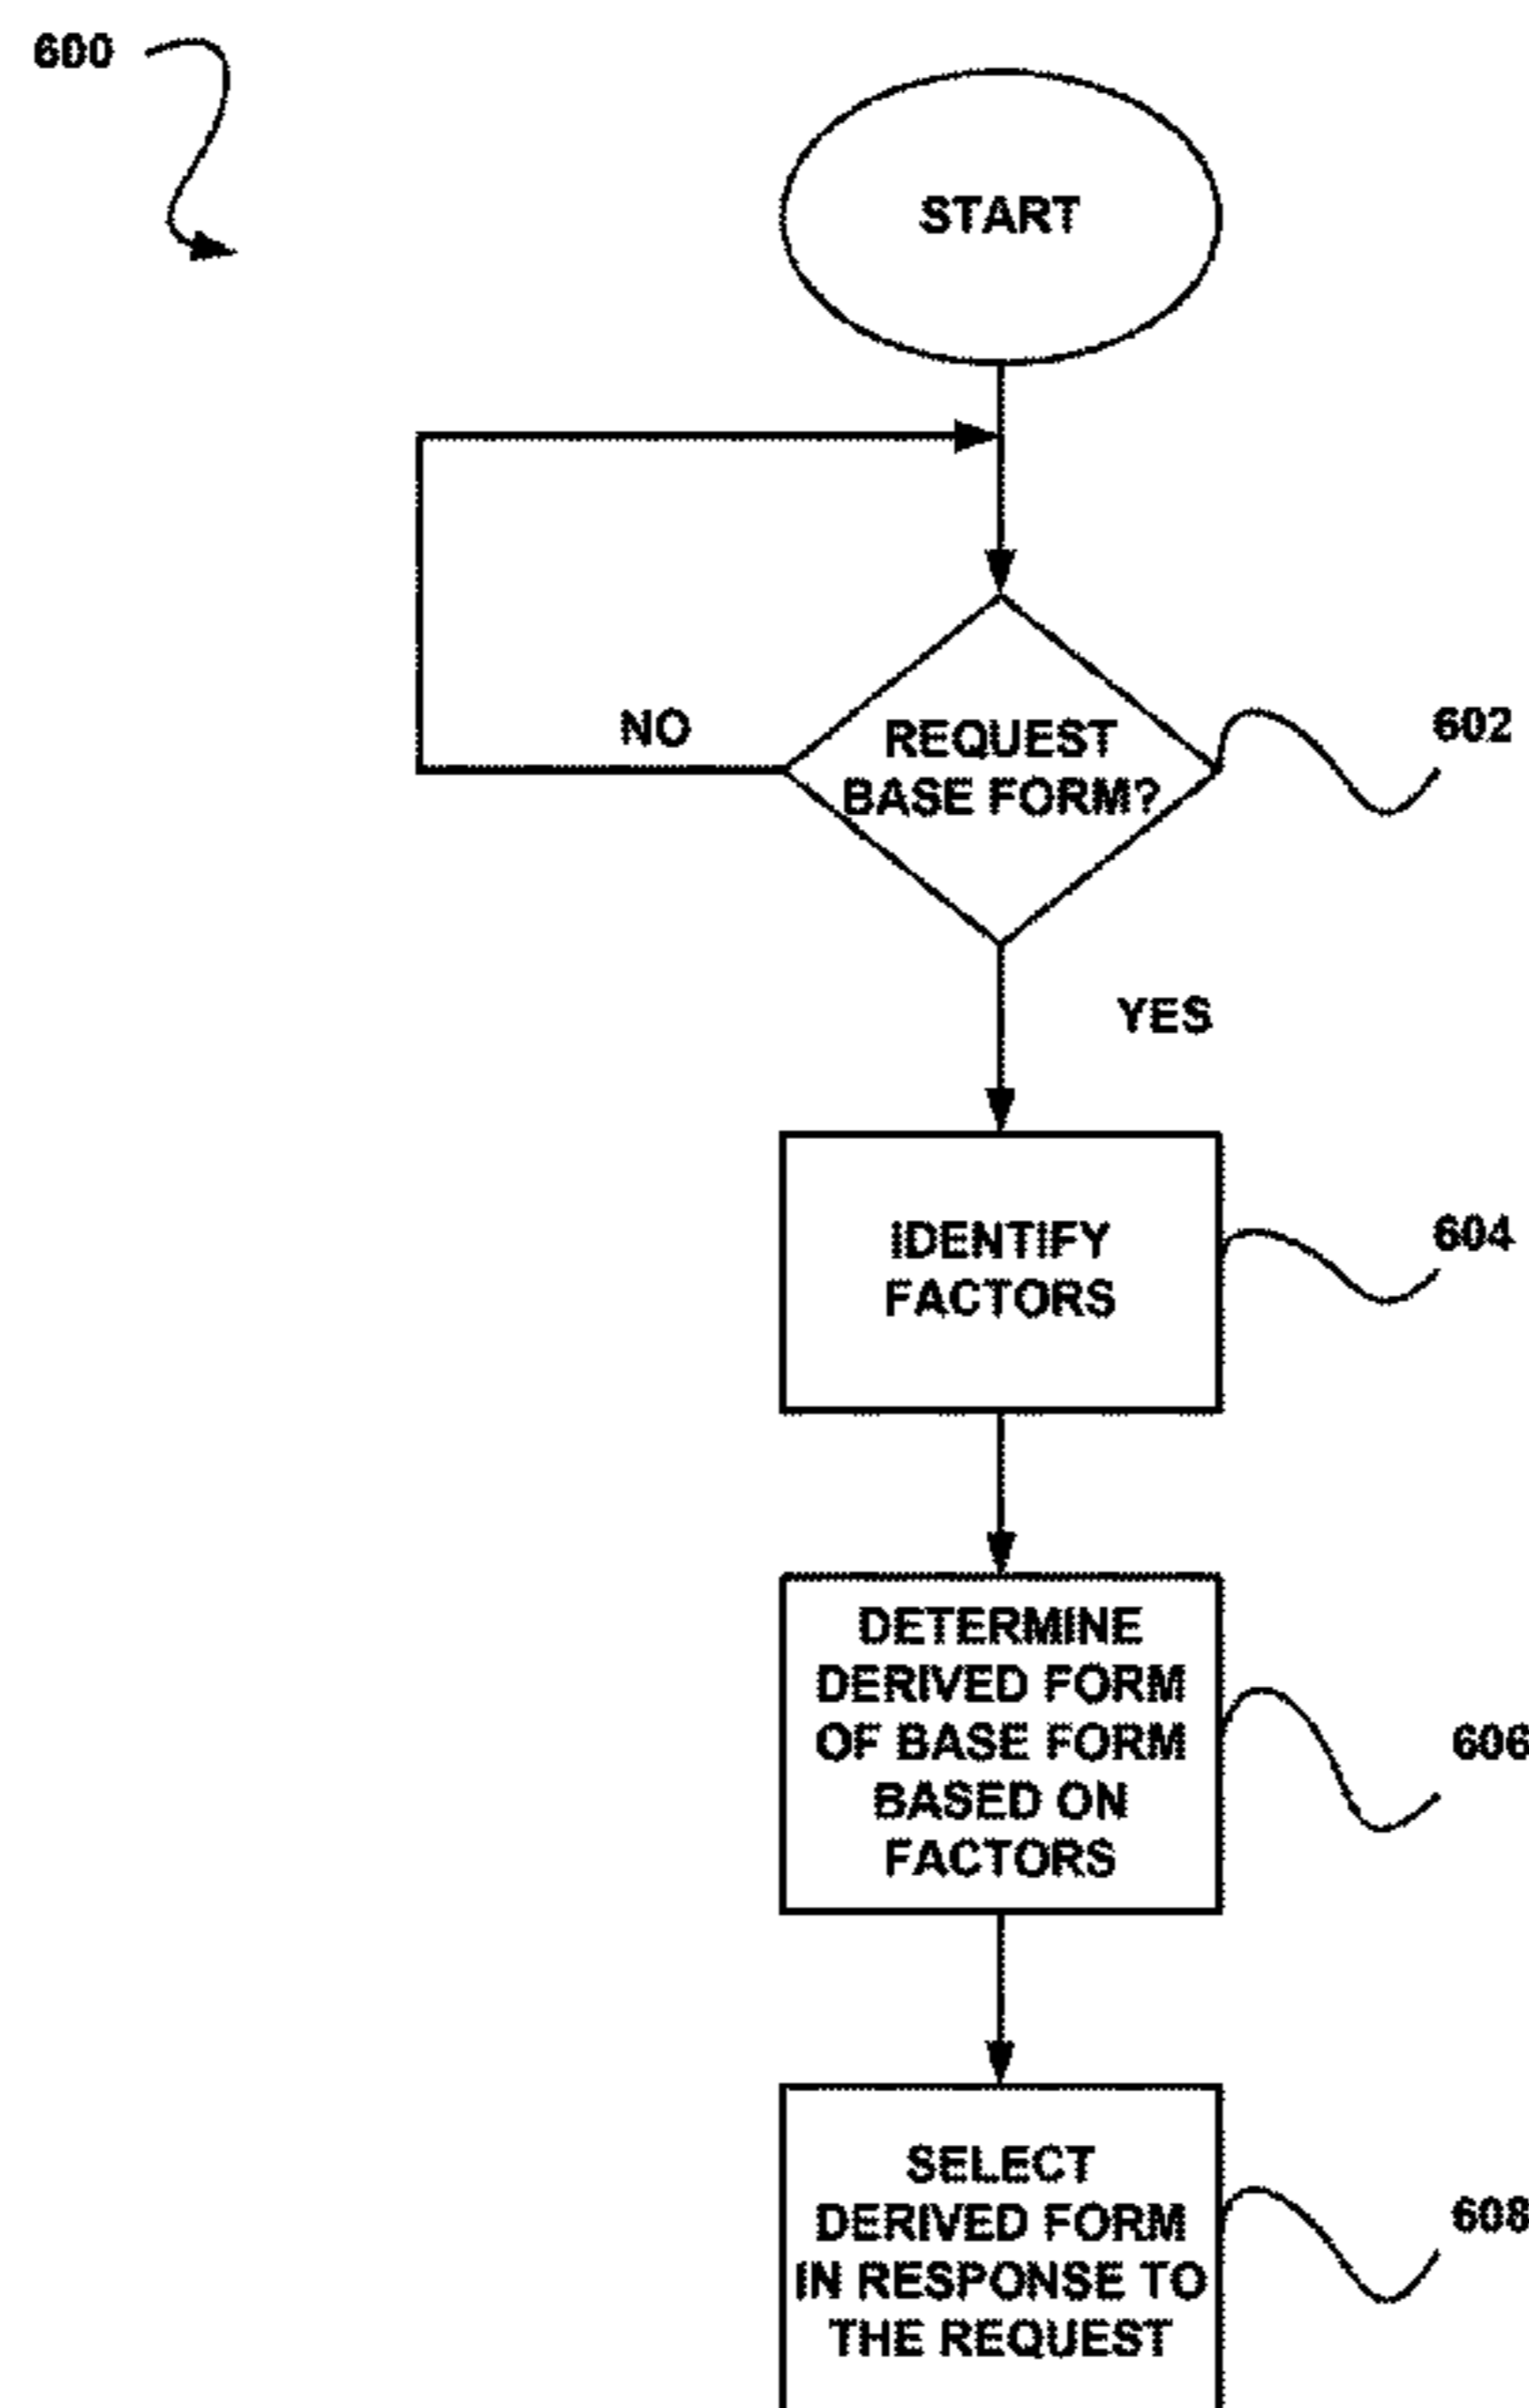 600
START
NO
REQUEST
BASE FORM?
602
YES
IDENTIFY
FACTORS
604
DETERMINE
DERIVED FORM
OF BASE FORM
BASED ON
FACTORS
606
SELECT
DERIVED FORM
IN RESPONSE TO
THE REQUEST
608